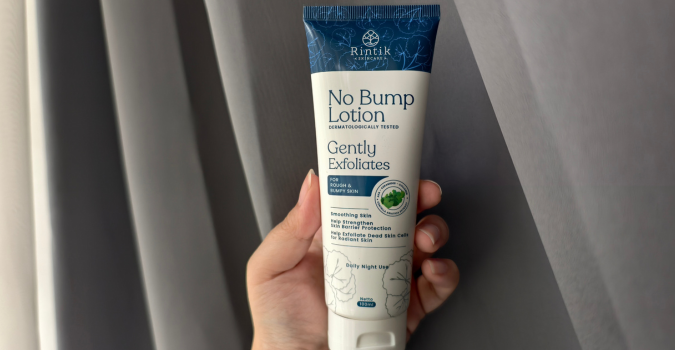 Rintik
SKINCARE
No Bump
Lotion
DERMATOLOGICALLY TESTED
Gently
Exfoliates
FOR
ROUGH &
BUMPY SKIN
Smoothing Skin
Help Strengthen
Skin Barrier Protection
Help Exfoliate Dead Skin Cells
for Radiant Skin
Daily Night Use
Netto